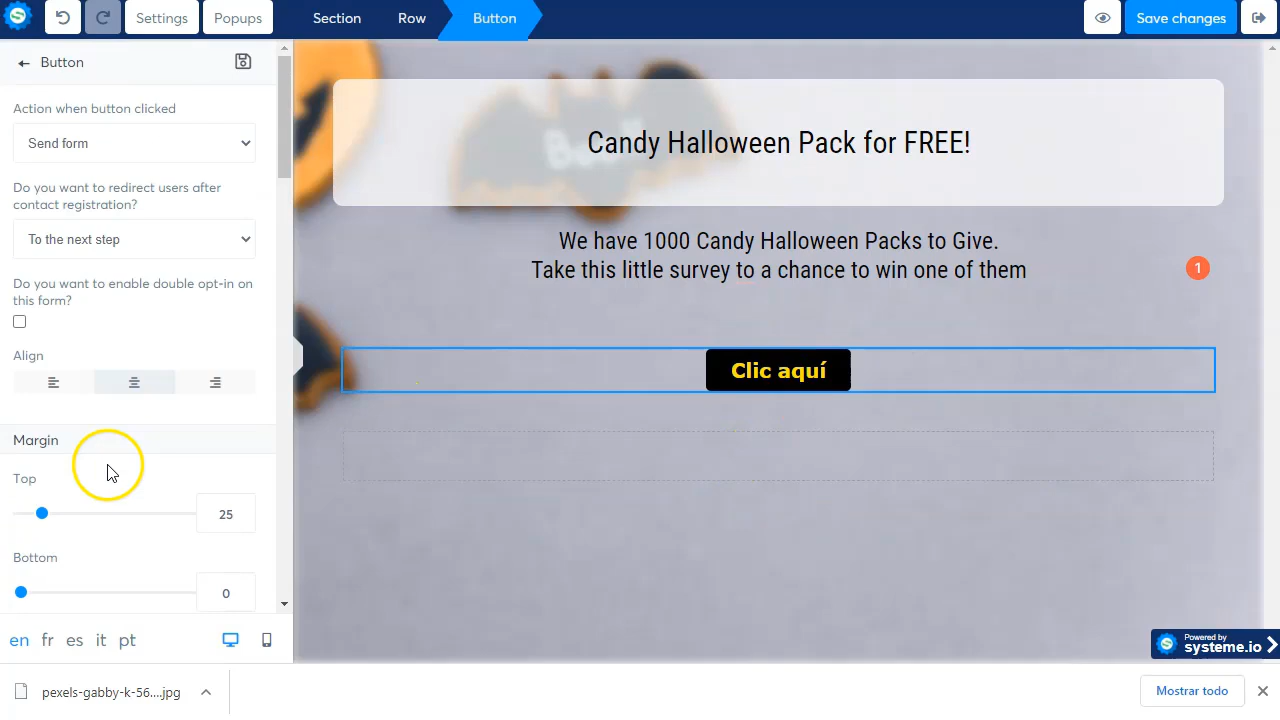 Settings
Popups
Section
Row
Button
Save changes
Button
Action when button clicked
Send form
Do you want to redirect users after
contact registration?
To the next step
Do you want to enable double opt-in on
this form?
Align
Margin
Top
25
Bottom
0
en fr es it pt
Candy Halloween Pack for FREE!
We have 1000 Candy Halloween Packs to Give.
Take this little survey to a chance to win one of them
1
Clic aquí
Powered by
systeme.io
pexels-gabby-k-56....jpg
Mostrar todo